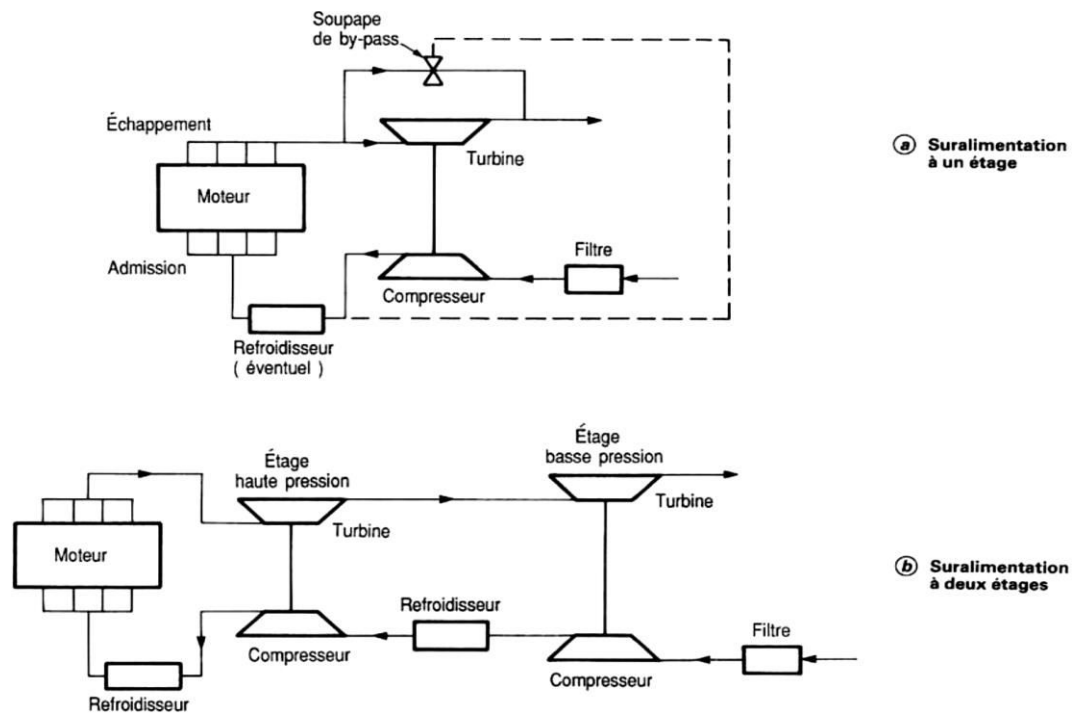 Soupape
de by-pass
Échappement
Turbine
Moteur
Admission
Filtre
Compresseur
Refroidisseur
( éventuel )
a Suralimentation
à un étage
Étage
basse pression
Étage
haute pression
Turbine
Turbine
Moteur
Refroidisseur
Filtre
Compresseur
Compresseur
Refroidisseur
b Suralimentation
à deux étages